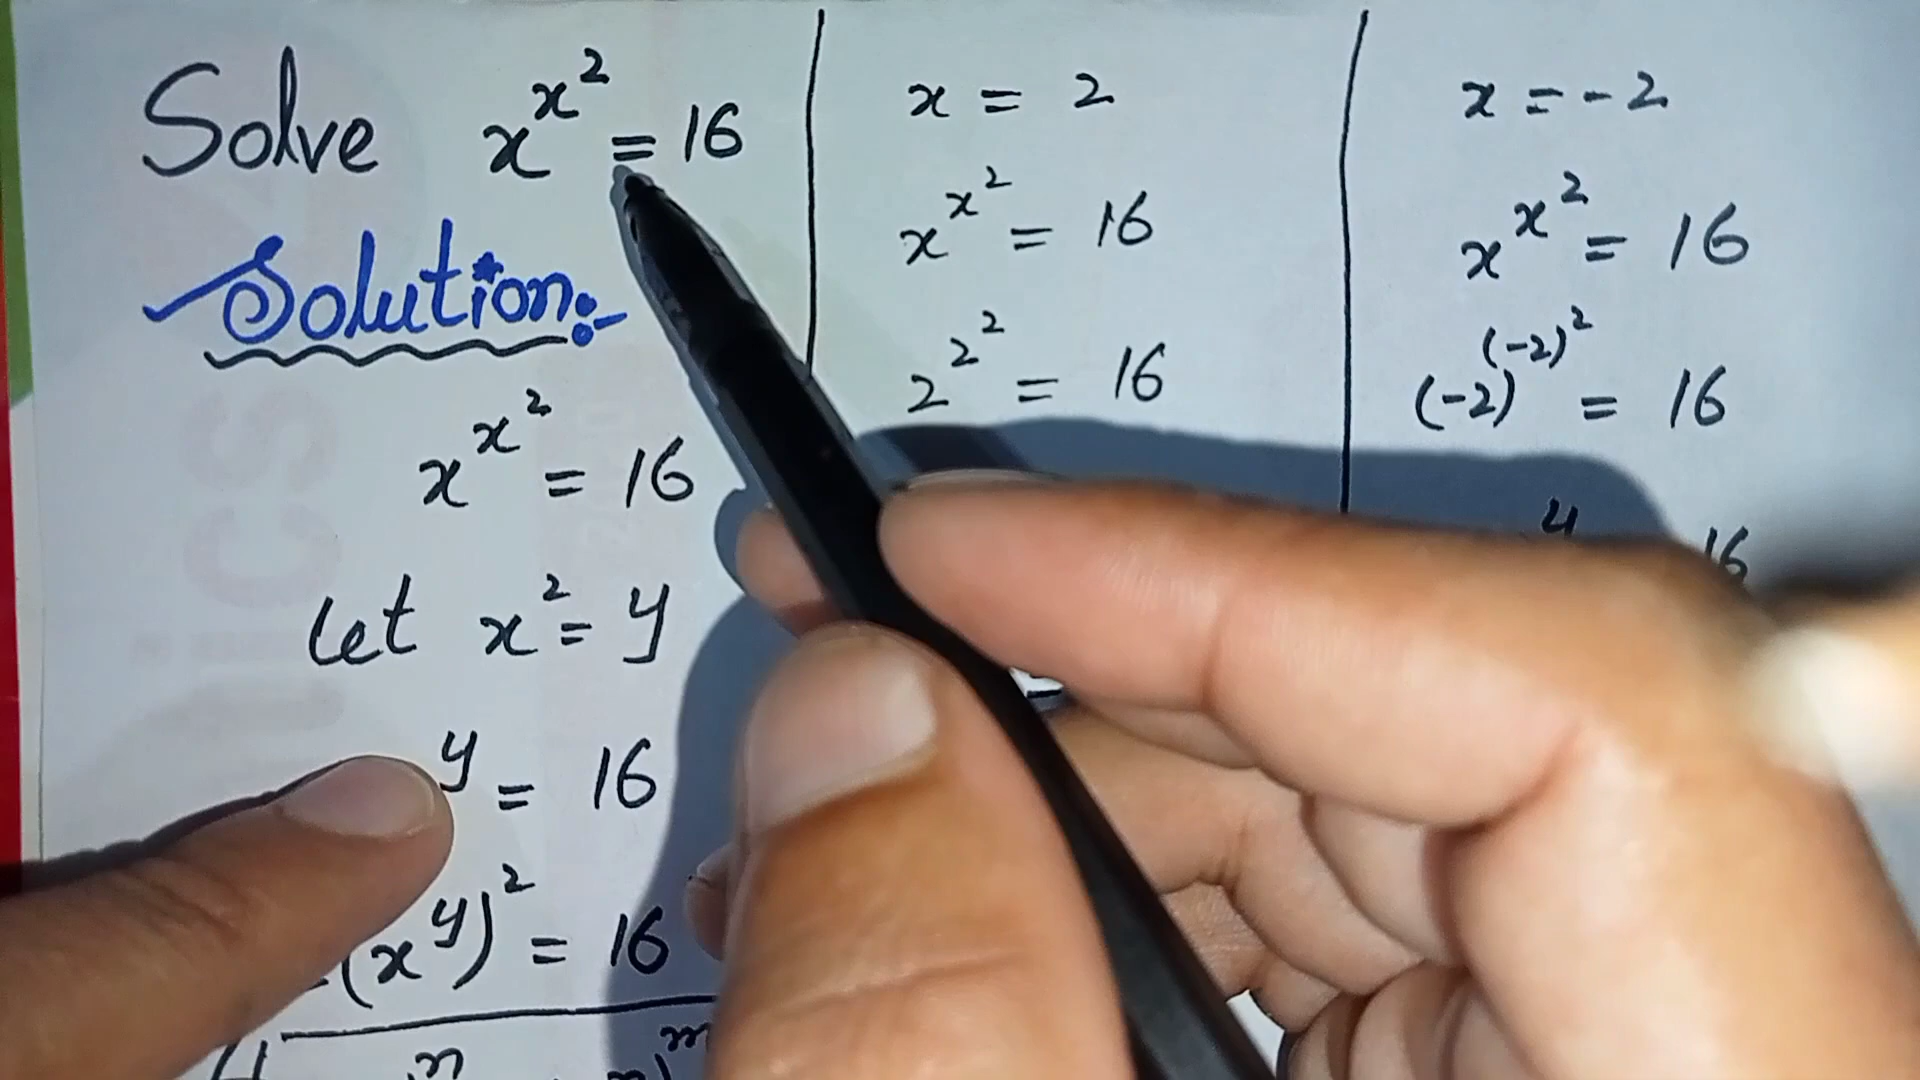 Solve x^{x^2} = 16
Solution:-
x^{x^2} = 16
Let x^2 = y
y = 16
(x^y)^2 = 16
x = 2
x^{x^2} = 16
2^{2^2} = 16
x = -2
x^{x^2} = 16
(-2)^{(-2)^2} = 16
4 16